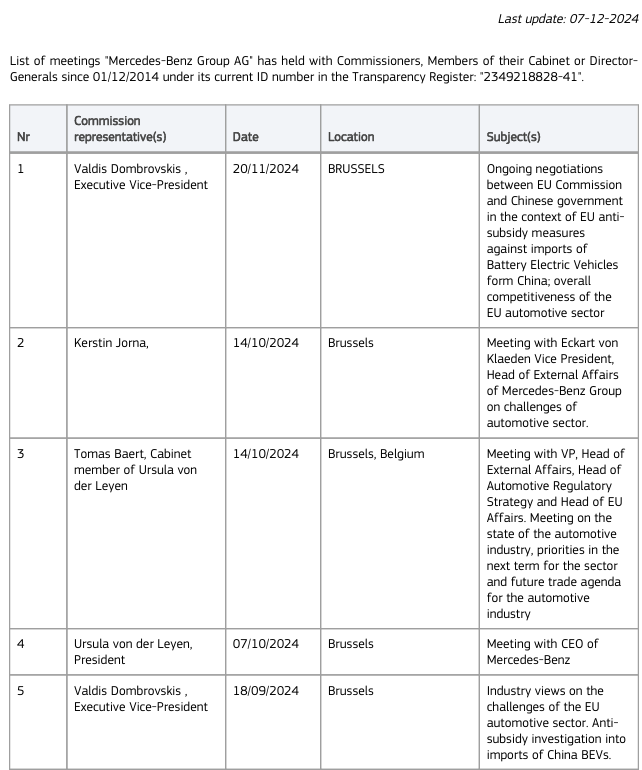 Last update: 07-12-2024
List of meetings "Mercedes-Benz Group AG" has held with Commissioners, Members of their Cabinet or Director-
Generals since 01/12/2014 under its current ID number in the Transparency Register: "2349218828-41".
Nr
Commission
representative(s)
Date
Location
Subject(s)
1
Valdis Dombrovskis ,
Executive Vice-President
20/11/2024
BRUSSELS
Ongoing negotiations
between EU Commission
and Chinese government
in the context of EU anti-
subsidy measures
against imports of
Battery Electric Vehicles
form China; overall
competitiveness of the
EU automotive sector
2
Kerstin Jorna,
14/10/2024
Brussels
Meeting with Eckart von
Klaeden Vice President,
Head of External Affairs
of Mercedes-Benz Group
on challenges of
automotive sector.
3
Tomas Baert, Cabinet
member of Ursula von
der Leyen
14/10/2024
Brussels, Belgium
Meeting with VP, Head of
External Affairs, Head of
Automotive Regulatory
Strategy and Head of EU
Affairs. Meeting on the
state of the automotive
industry, priorities in the
next term for the sector
and future trade agenda
for the automotive
industry
4
Ursula von der Leyen,
President
07/10/2024
Brussels
Meeting with CEO of
Mercedes-Benz
5
Valdis Dombrovskis ,
Executive Vice-President
18/09/2024
Brussels
Industry views on the
challenges of the EU
automotive sector. Anti-
subsidy investigation into
imports of China BEVs.